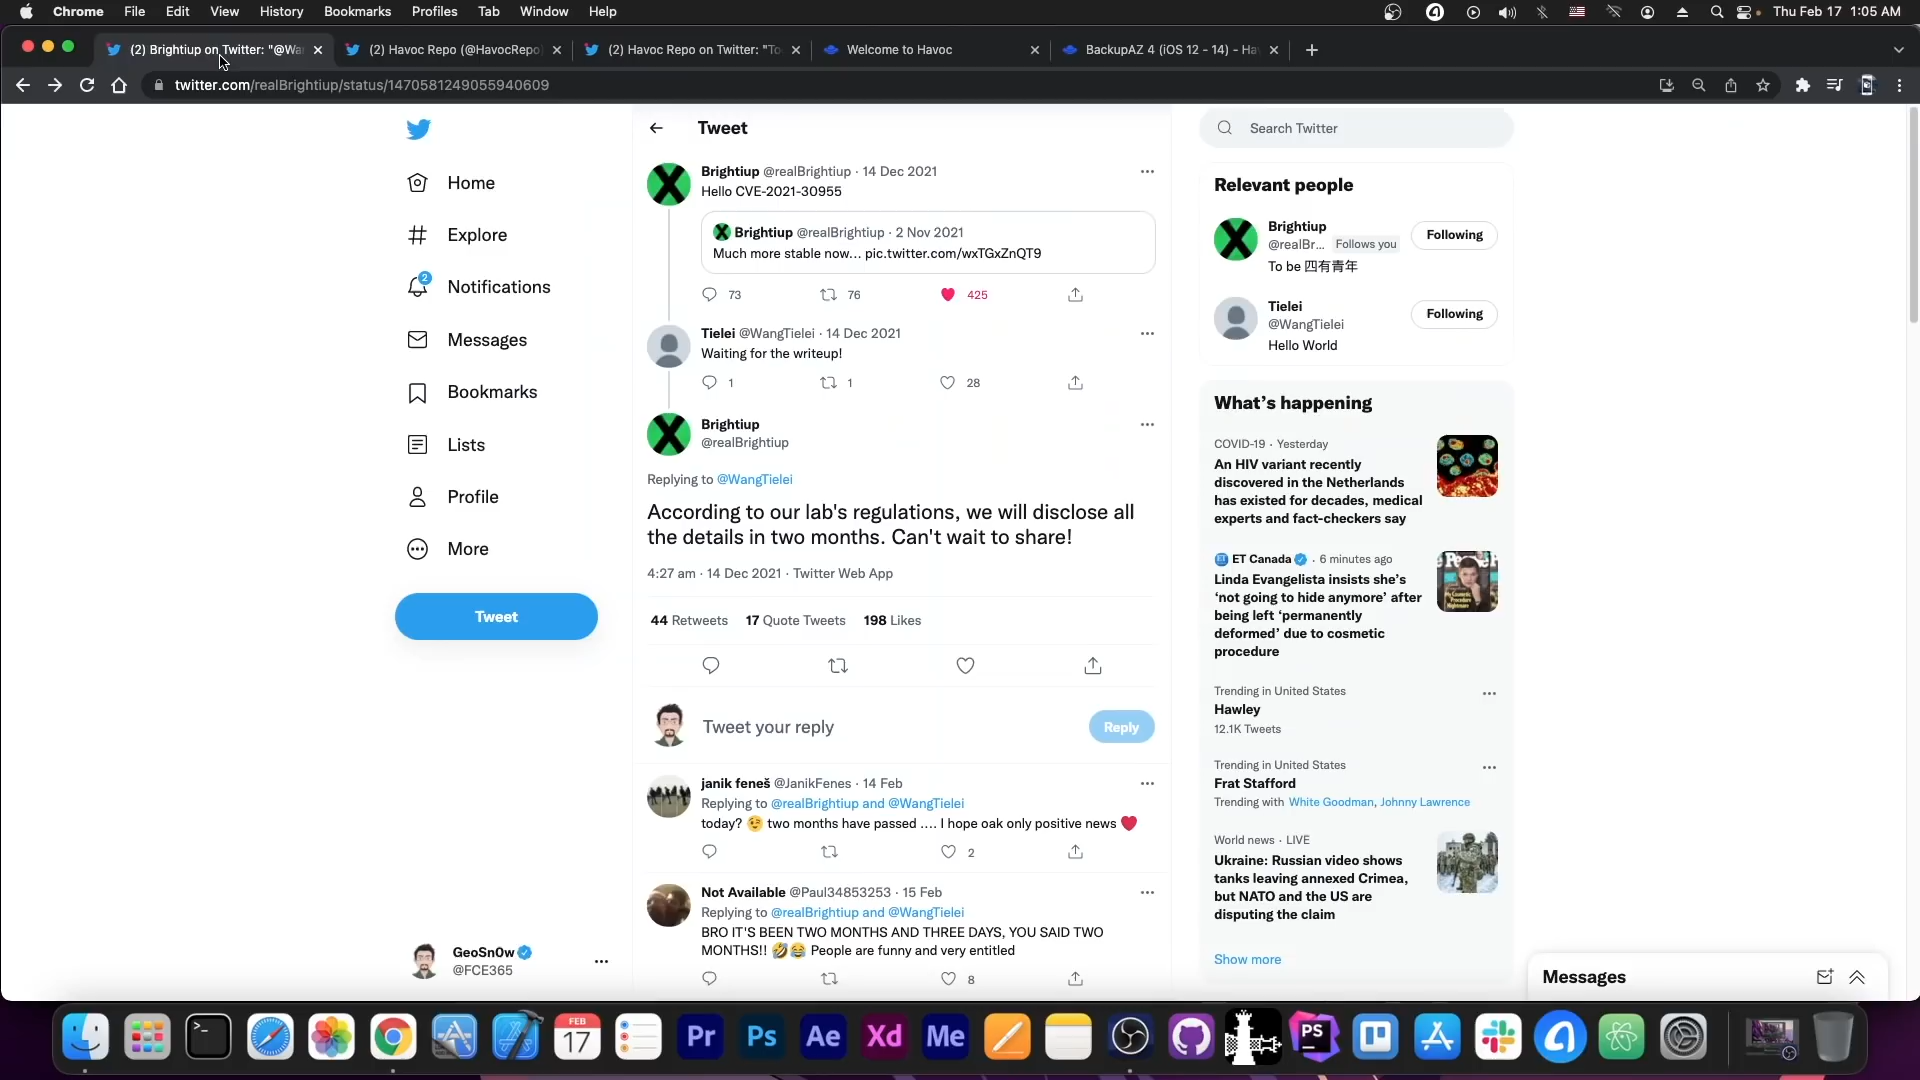 Chrome File Edit View History Bookmarks Profiles Tab Window Help Thu Feb 17 1:05 AM
(2) Brightiup on Twitter: "@Wa (2) Havoc Repo (@HavocRepo) (2) Havoc Repo on Twitter: "To Welcome to Havoc BackupAZ 4 (iOS 12 - 14) - Ha
twitter.com/realBrightiup/status/1470581249055940609
Home
Explore
2
Notifications
Messages
Bookmarks
Lists
Profile
More
Tweet
GeoSn0w
@FCE365
Tweet
Brightiup @realBrightiup · 14 Dec 2021
Hello CVE-2021-30955
Brightiup @realBrightiup · 2 Nov 2021
Much more stable now... pic.twitter.com/wxTGxZnQT9
73 76 425
Tielei @WangTielei · 14 Dec 2021
Waiting for the writeup!
1 1 28
Brightiup
@realBrightiup
Replying to @WangTielei
According to our lab's regulations, we will disclose all
the details in two months. Can't wait to share!
4:27 am · 14 Dec 2021 · Twitter Web App
44 Retweets 17 Quote Tweets 198 Likes
Tweet your reply
Reply
janik feneš @JanikFenes · 14 Feb
Replying to @realBrightiup and @WangTielei
today? 😉 two months have passed .... I hope oak only positive news ❤️
2
Not Available @Paul34853253 · 15 Feb
Replying to @realBrightiup and @WangTielei
BRO IT'S BEEN TWO MONTHS AND THREE DAYS, YOU SAID TWO
MONTHS!! 🤣😂 People are funny and very entitled
8
Search Twitter
Relevant people
Brightiup
@realBr... Follows you
Following
To be 四有青年
Tielei
@WangTielei
Following
Hello World
What's happening
COVID-19 · Yesterday
An HIV variant recently
discovered in the Netherlands
has existed for decades, medical
experts and fact-checkers say
ET Canada · 6 minutes ago
Linda Evangelista insists she's
'not going to hide anymore' after
being left 'permanently
deformed' due to cosmetic
procedure
Trending in United States
Hawley
12.1K Tweets
Trending in United States
Frat Stafford
Trending with White Goodman, Johnny Lawrence
World news · LIVE
Ukraine: Russian video shows
tanks leaving annexed Crimea,
but NATO and the US are
disputing the claim
Show more
Messages
FEB
17
Pr Ps Ae Xd Me PS